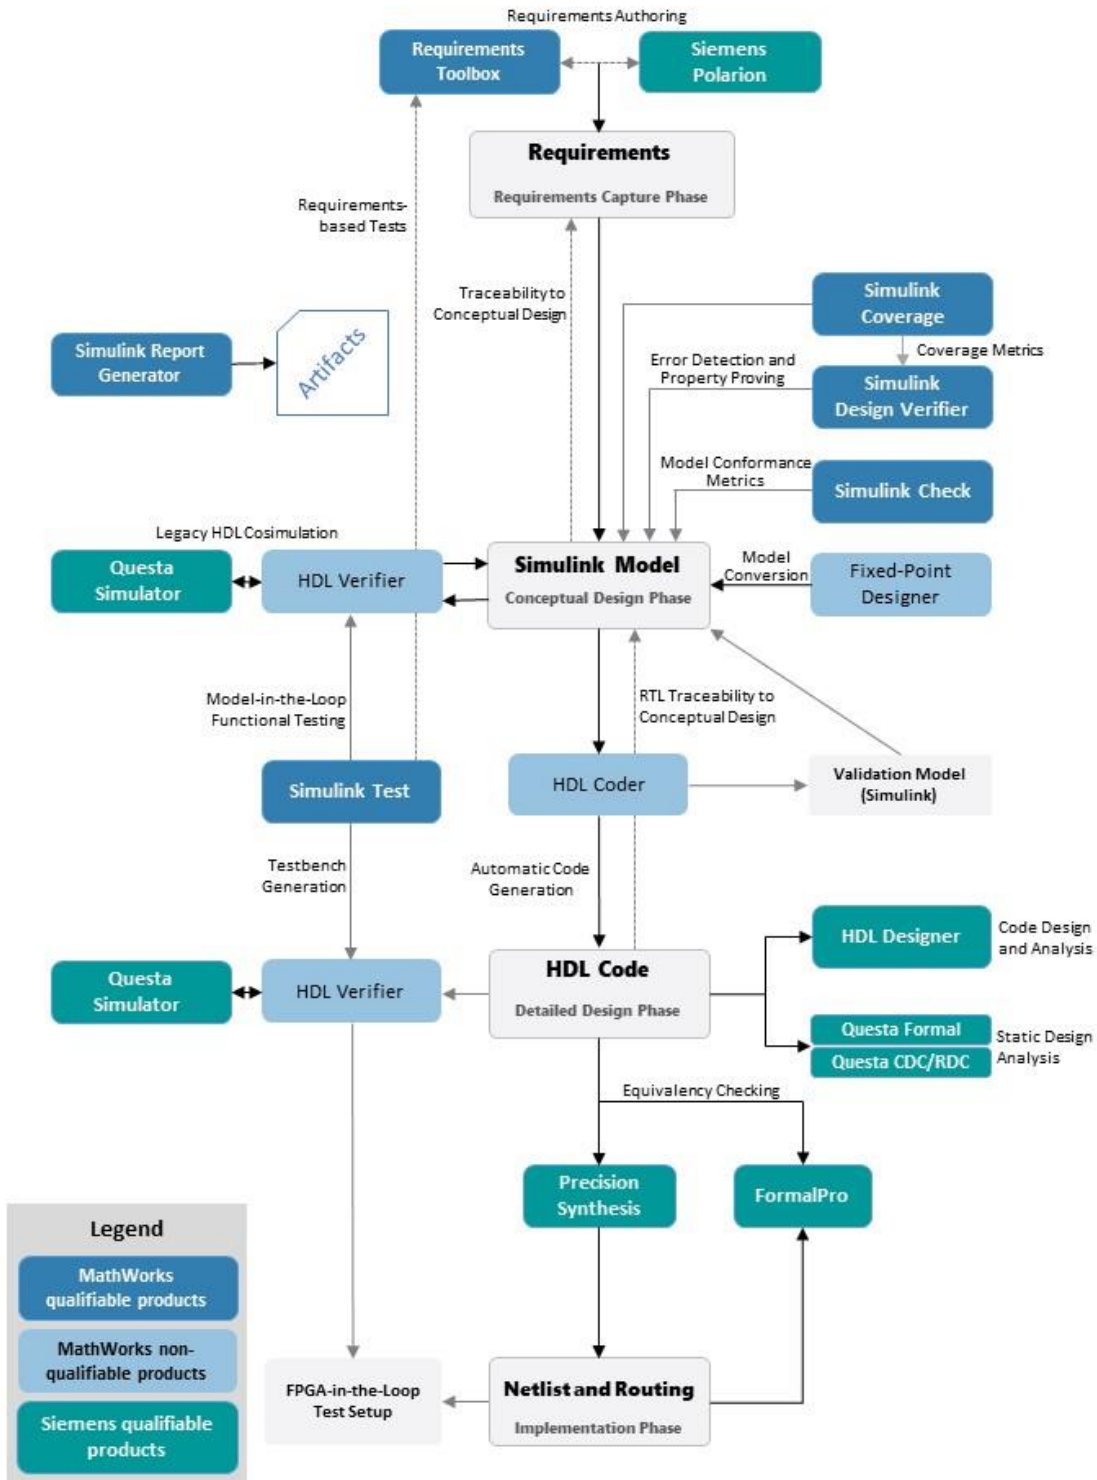 Requirements Authoring
Requirements
Toolbox
Siemens
Polarion
Requirements
Requirements Capture Phase
Requirements-
based Tests
Traceability to
Conceptual Design
Simulink
Coverage
Coverage Metrics
Simulink Report
Generator
Artifacts
Error Detection and
Property Proving
Simulink
Design Verifier
Model Conformance
Metrics
Simulink Check
Legacy HDL Cosimulation
Questa
Simulator
HDL Verifier
Simulink Model
Conceptual Design Phase
Model
Conversion
Fixed-Point
Designer
Model-in-the-Loop
Functional Testing
RTL Traceability to
Conceptual Design
Simulink Test
HDL Coder
Validation Model
(Simulink)
Testbench
Generation
Automatic Code
Generation
HDL Designer
Code Design
and Analysis
Questa
Simulator
HDL Verifier
HDL Code
Detailed Design Phase
Questa Formal
Questa CDC/RDC
Static Design
Analysis
Equivalency Checking
Precision
Synthesis
FormalPro
Legend
MathWorks
qualifiable products
MathWorks non-
qualifiable products
Siemens qualifiable
products
FPGA-in-the-Loop
Test Setup
Netlist and Routing
Implementation Phase